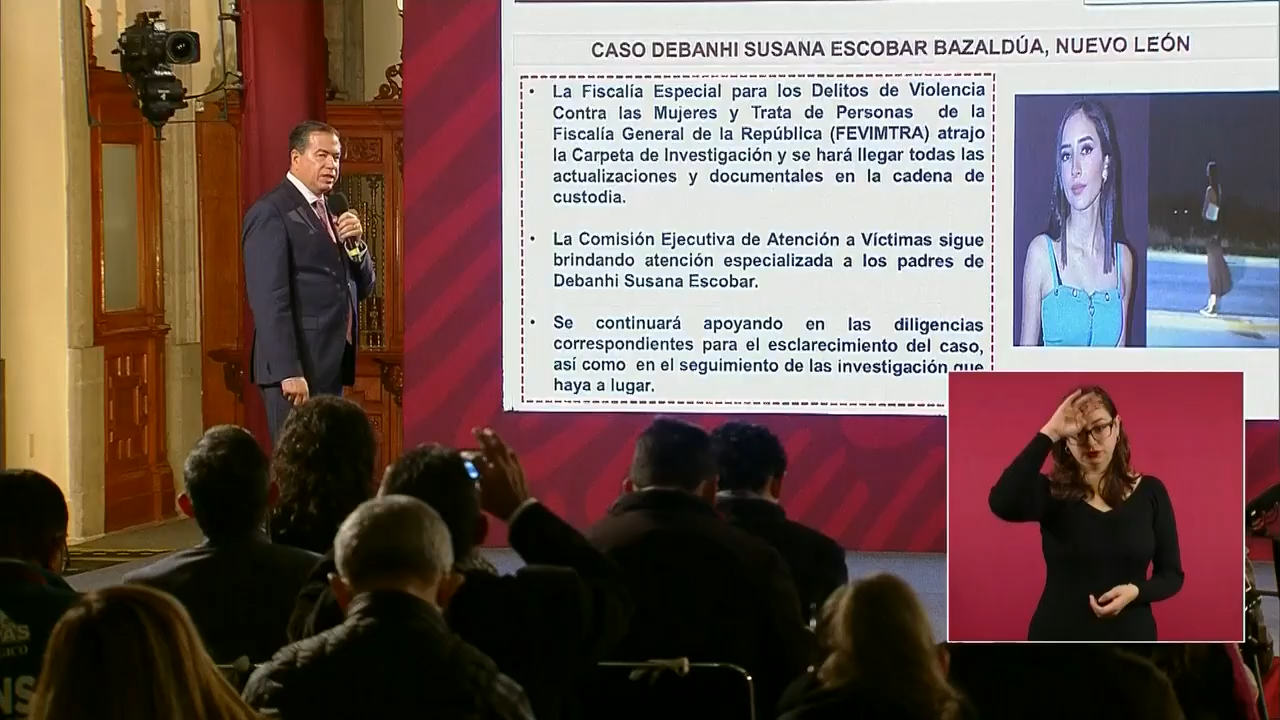 CASO DEBANHI SUSANA ESCOBAR BAZALDÚA, NUEVO LEÓN
• La Fiscalía Especial para los Delitos de Violencia
Contra las Mujeres y Trata de Personas de la
Fiscalía General de la República (FEVIMTRA) atrajo
la Carpeta de Investigación y se hará llegar todas las
actualizaciones y documentales en la cadena de
custodia.
• La Comisión Ejecutiva de Atención a Víctimas sigue
brindando atención especializada a los padres de
Debanhi Susana Escobar.
• Se continuará apoyando en las diligencias
correspondientes para el esclarecimiento del caso,
así como en el seguimiento de las investigación que
haya a lugar.